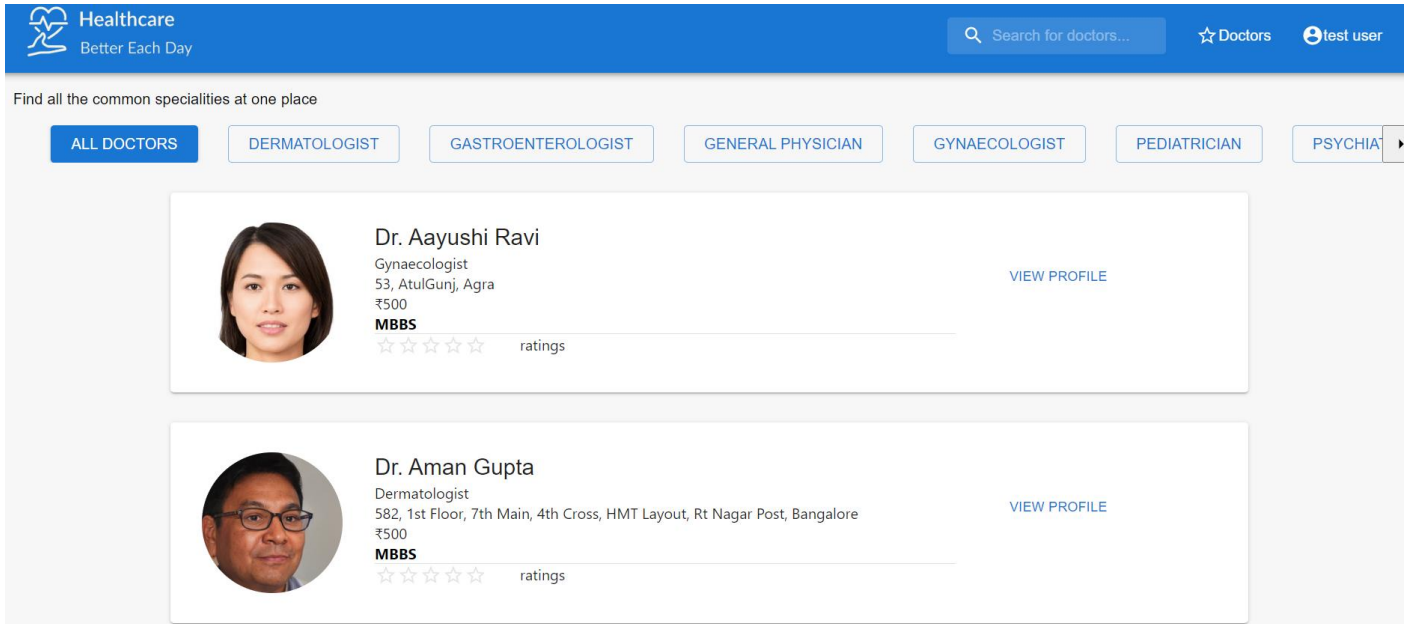 Healthcare
Better Each Day
Search for doctors...
Doctors
test user
Find all the common specialities at one place
ALL DOCTORS
DERMATOLOGIST
GASTROENTEROLOGIST
GENERAL PHYSICIAN
GYNAECOLOGIST
PEDIATRICIAN
PSYCHIAT
Dr. Aayushi Ravi
Gynaecologist
53, AtulGunj, Agra
₹500
MBBS
ratings
VIEW PROFILE
Dr. Aman Gupta
Dermatologist
582, 1st Floor, 7th Main, 4th Cross, HMT Layout, Rt Nagar Post, Bangalore
₹500
MBBS
ratings
VIEW PROFILE